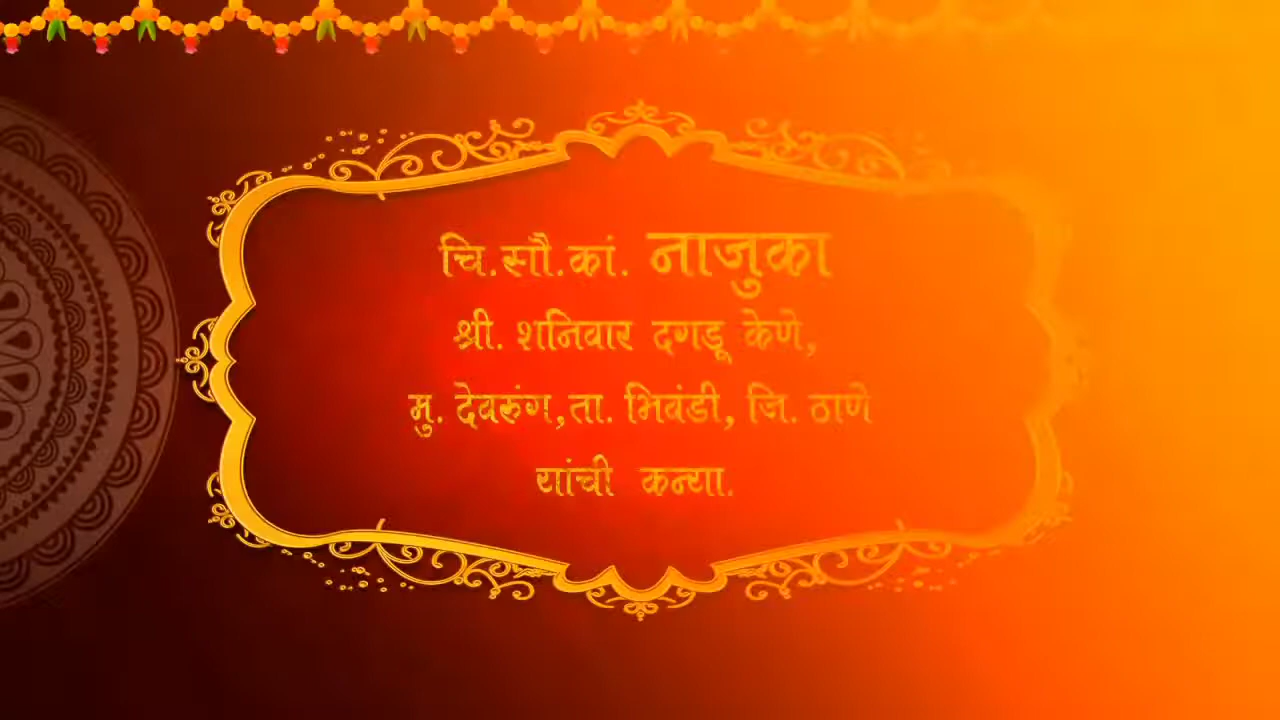 चि.सौ.कां. नाजुका
श्री. शनिवार दगडू केणे,
मु. देवरुंग,ता. भिवंडी, जि. ठाणे
यांची कन्या.